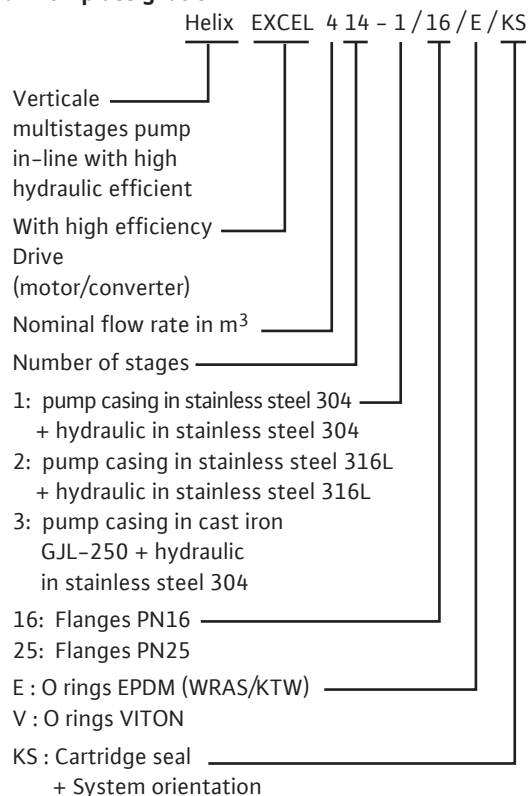 Helix EXCEL 4 14 - 1 / 16 / E / KS
Verticale
multistages pump
in-line with high
hydraulic efficient
With high efficiency
Drive
(motor/converter)
Nominal flow rate in m³
Number of stages
1: pump casing in stainless steel 304
+ hydraulic in stainless steel 304
2: pump casing in stainless steel 316L
+ hydraulic in stainless steel 316L
3: pump casing in cast iron
GJL-250 + hydraulic
in stainless steel 304
16: Flanges PN16
25: Flanges PN25
E : O rings EPDM (WRAS/KTW)
V : O rings VITON
KS : Cartridge seal
+ System orientation